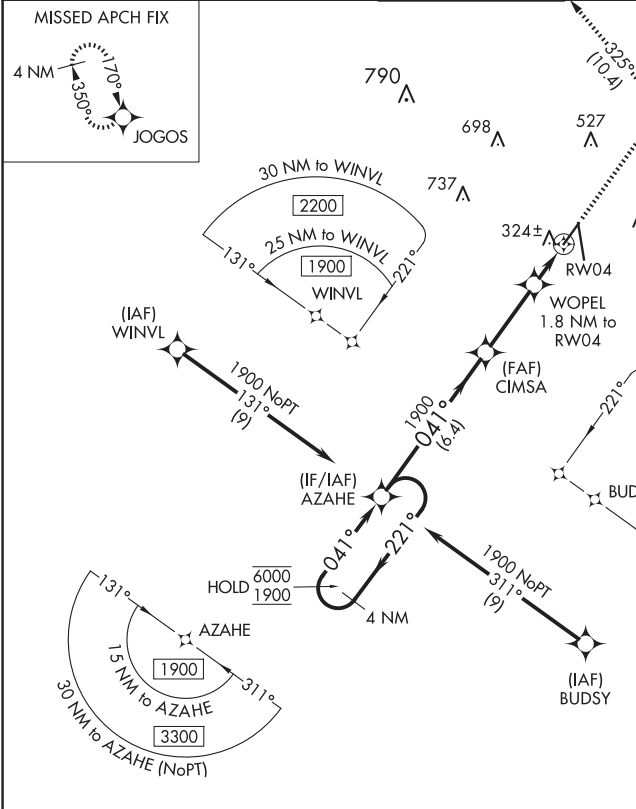 MISSED APCH FIX
4 NM
170°
350°
JOGOS
325°
(10.4)
790
698
527
737
324±
30 NM to WINVL
2200
25 NM to WINVL
1900
131°
221°
WINVL
RW04
WOPEL
1.8 NM to
RW04
(IAF)
WINVL
1900 NoPT
131°
(9)
(FAF)
CIMSA
1900
041°
(6.4)
221°
BUD
(IF/IAF)
AZAHE
041°
221°
HOLD
6000
1900
4 NM
1900 NoPT
311°
(9)
(IAF)
BUDSY
131°
AZAHE
1900
15 NM to AZAHE
311°
3300
30 NM to AZAHE (NoPT)